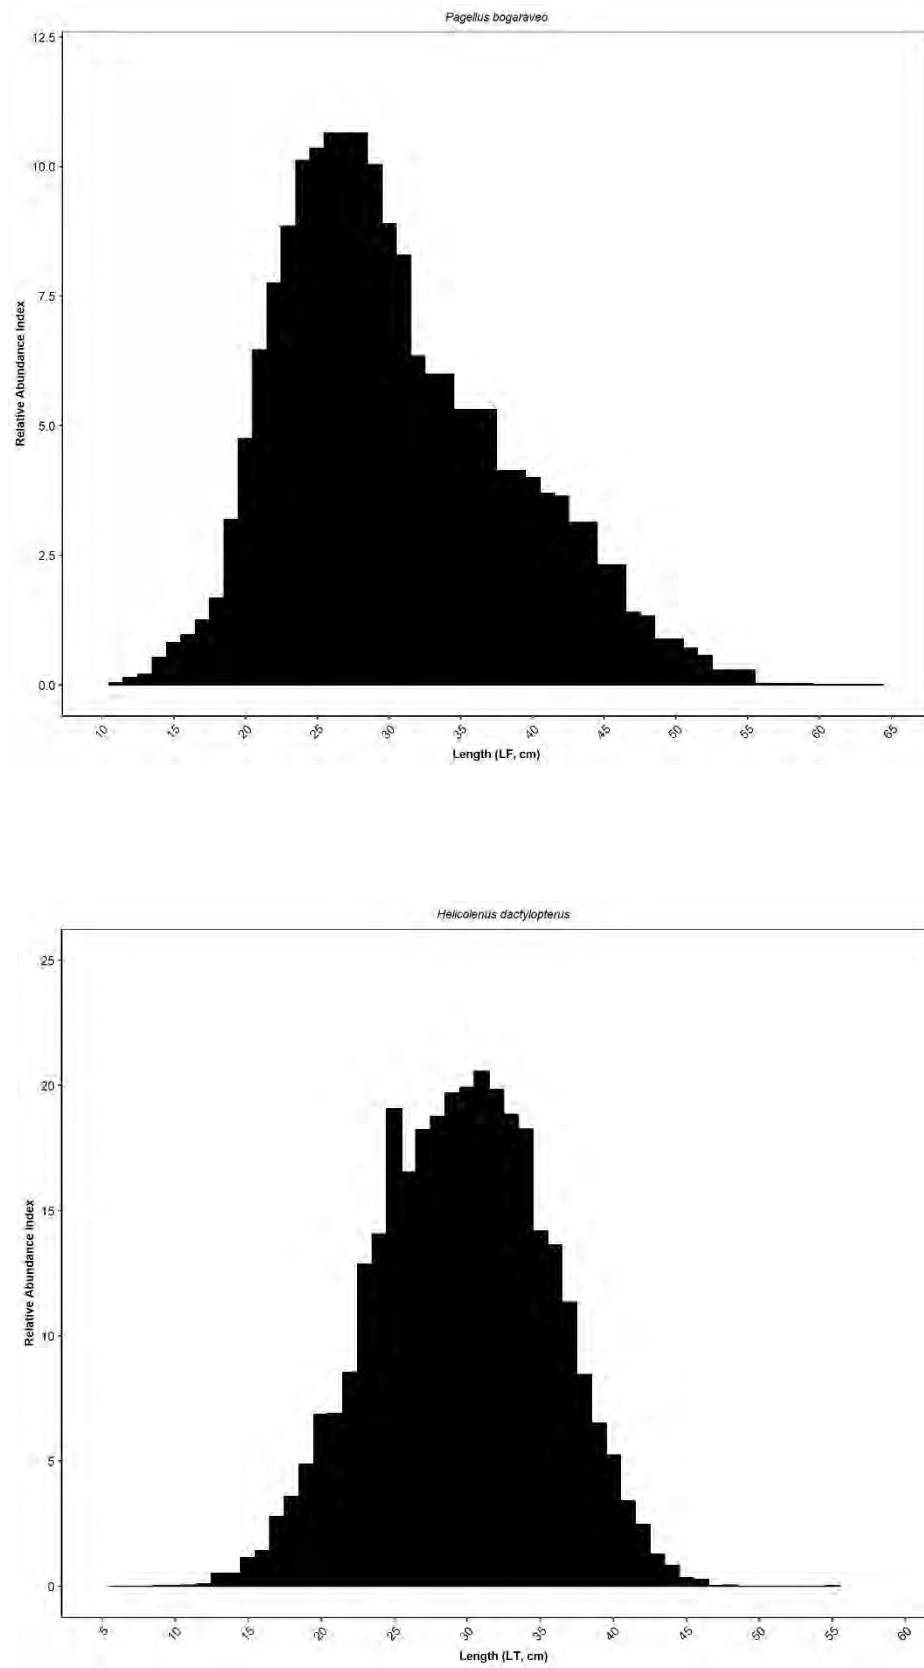 Pagellus bogaraveo
12.5
10.0
7.5
5.0
2.5
0.0
Relative Abundance Index
10 15 20 25 30 35 40 45 50 55 60 65
Length (LF, cm)
Helicolenus dactylopterus
25
20
15
10
5
0
Relative Abundance Index
5 10 15 20 25 30 35 40 45 50 55 60
Length (LT, cm)